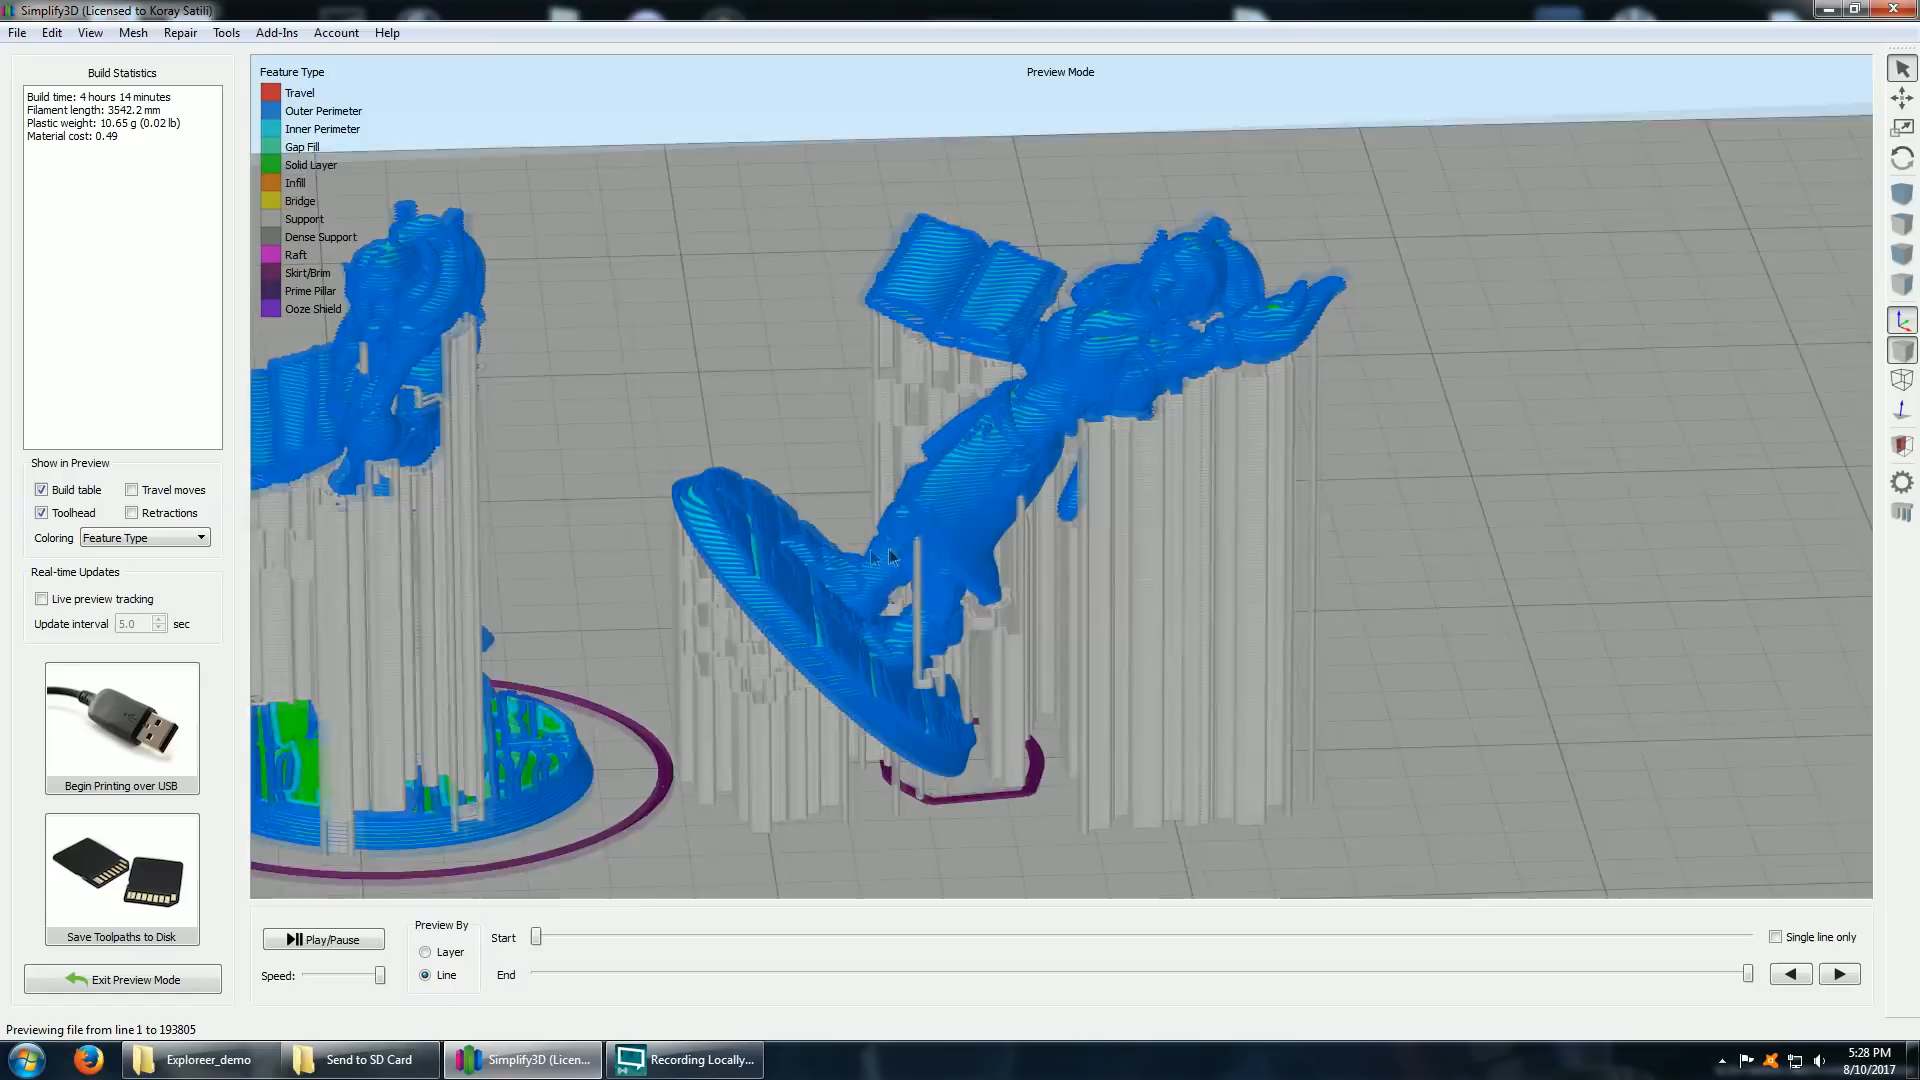 Simplify3D (Licensed to Koray Satili)
File Edit View Mesh Repair Tools Add-Ins Account Help
Build Statistics
Build time: 4 hours 14 minutes
Filament length: 3542.2 mm
Plastic weight: 10.65 g (0.02 lb)
Material cost: 0.49
Show in Preview
Build table
Travel moves
Toolhead
Retractions
Coloring Feature Type
Real-time Updates
Live preview tracking
Update interval 5.0 sec
Begin Printing over USB
Save Toolpaths to Disk
Exit Preview Mode
Feature Type
Travel
Outer Perimeter
Inner Perimeter
Gap Fill
Solid Layer
Infill
Bridge
Support
Dense Support
Raft
Skirt/Brim
Prime Pillar
Ooze Shield
Preview Mode
Play/Pause
Speed:
Preview By
Layer
Line
Start
End
Single line only
Previewing file from line 1 to 193805
Exploreer_demo
Send to SD Card
Simplify3D (Licen...
Recording Locally...
5:28 PM
8/10/2017